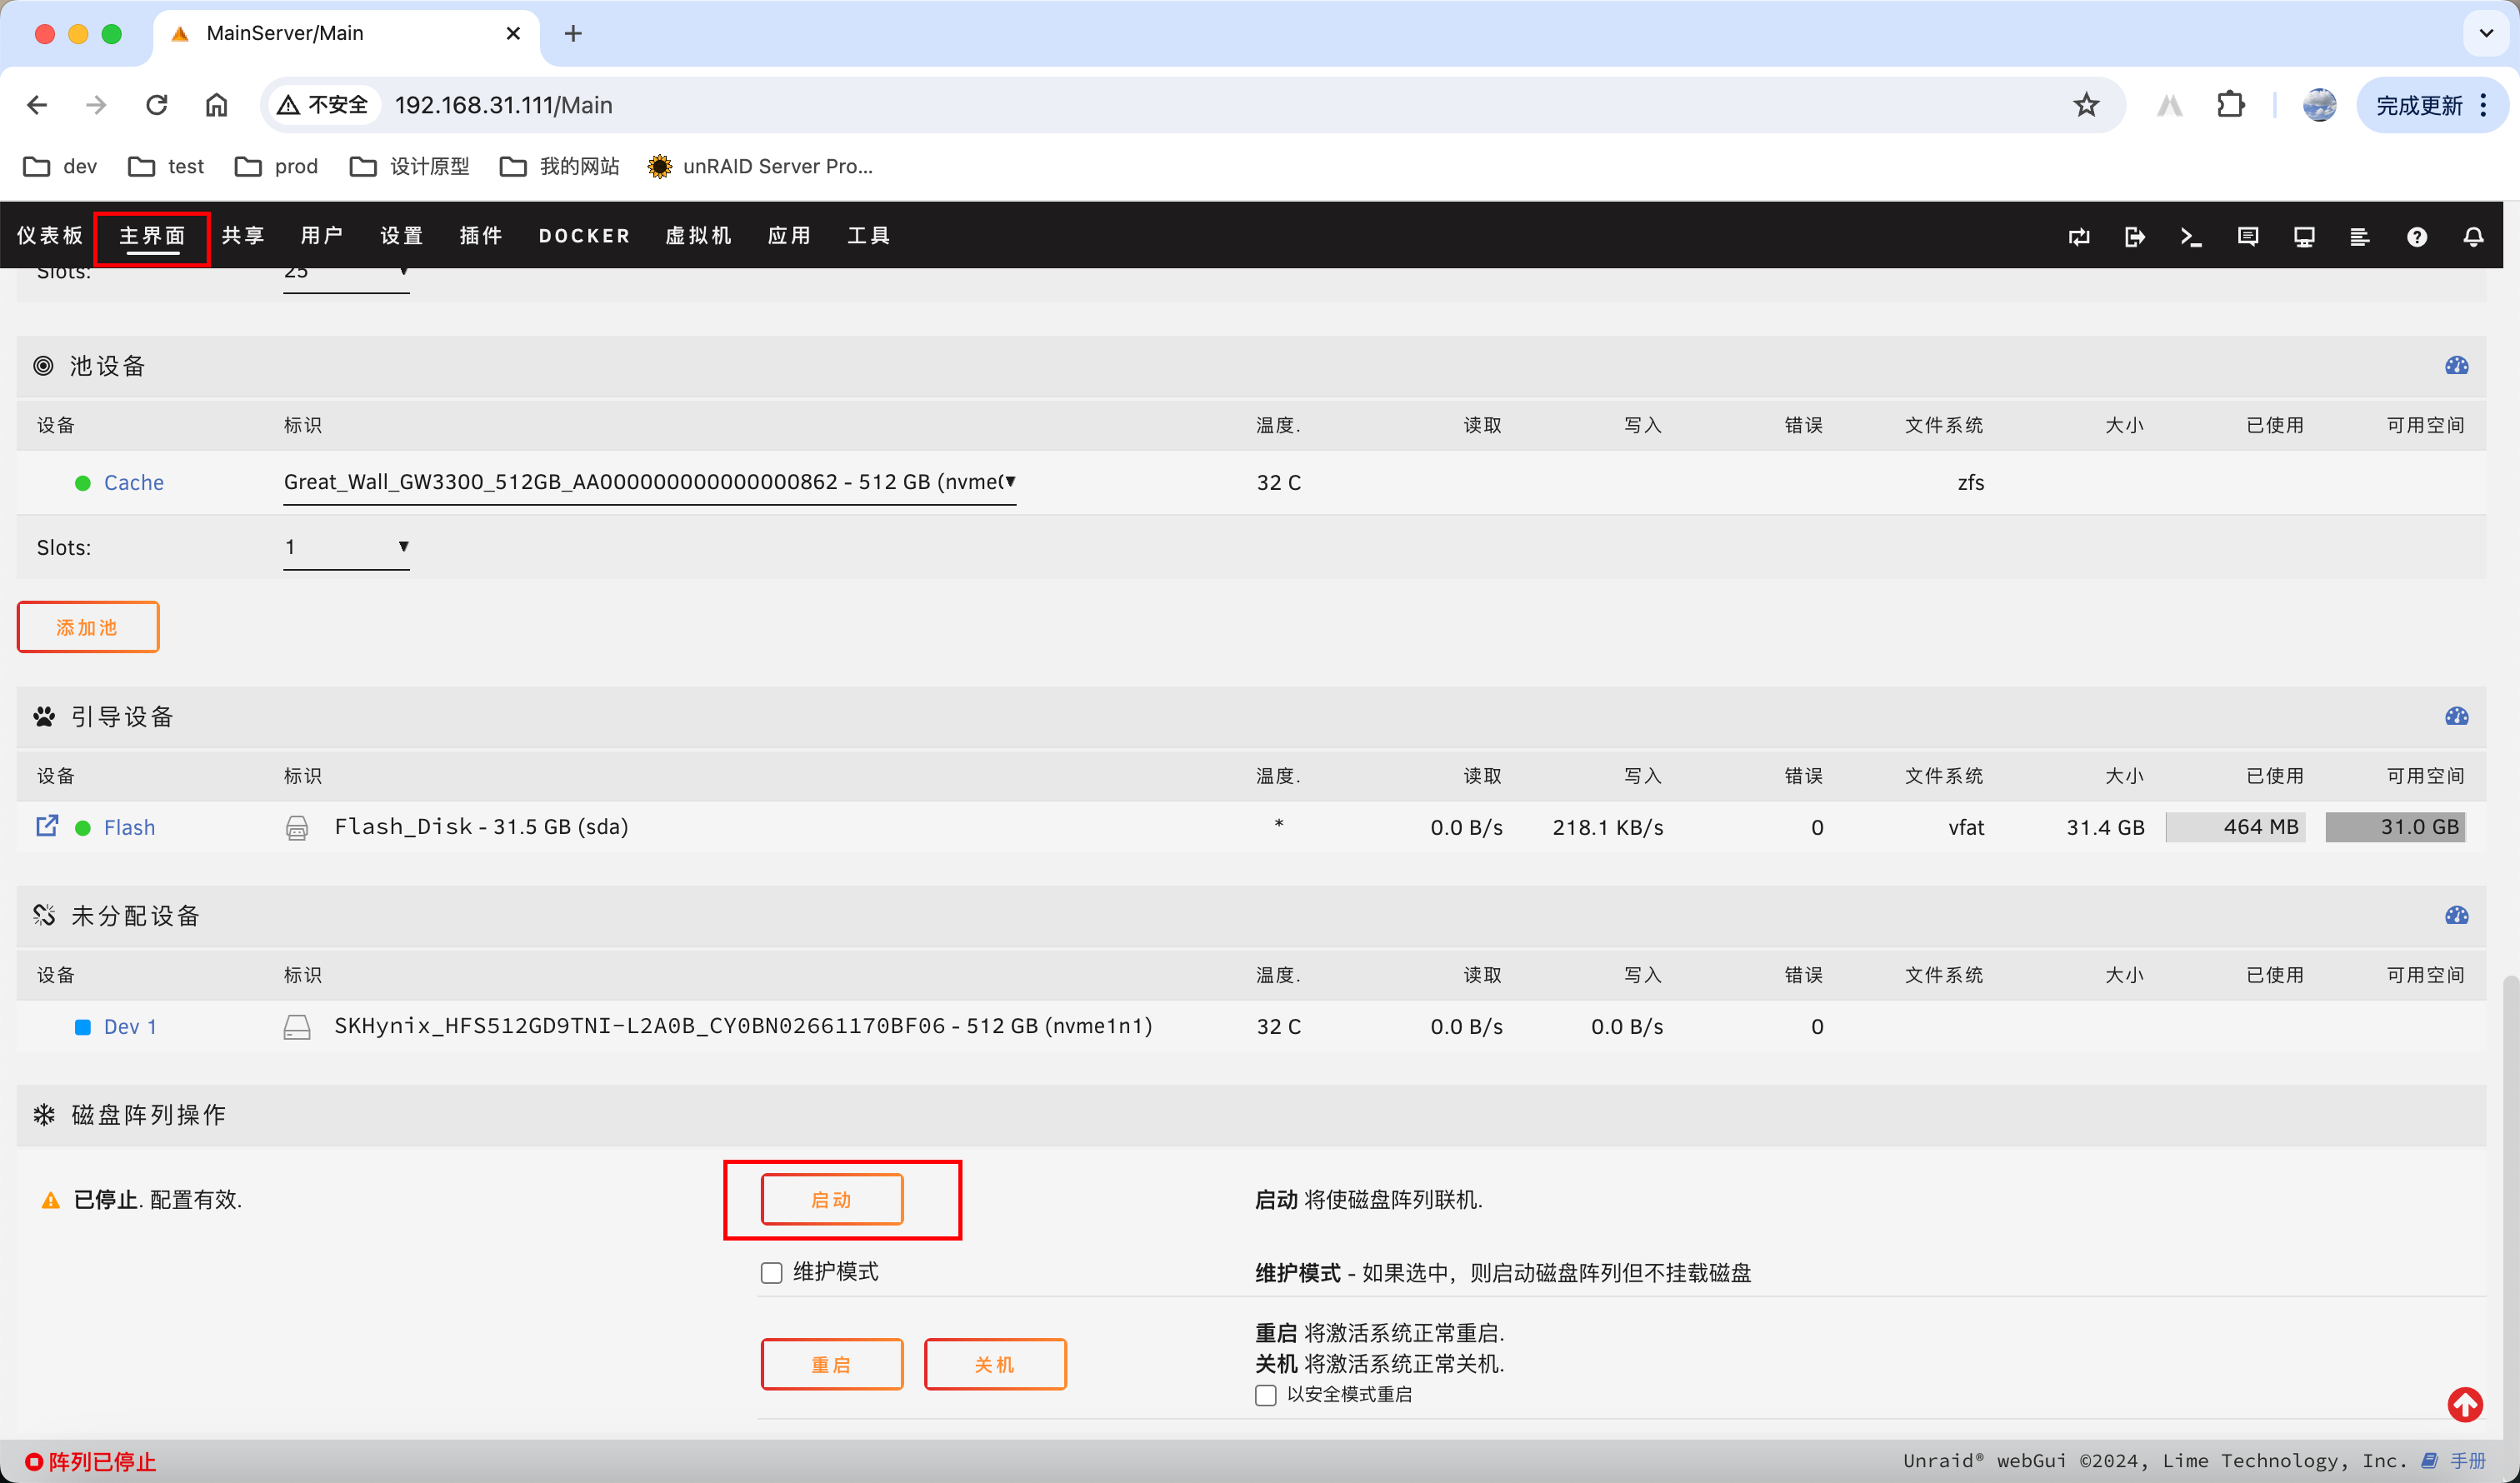 MainServer/Main
不安全 192.168.31.111/Main 完成更新
dev test prod 设计原型 我的网站 unRAID Server Pro...
仪表板 主界面 共享 用户 设置 插件 DOCKER 虚拟机 应用 工具
Slots: 25
池设备
设备 标识 温度. 读取 写入 错误 文件系统 大小 已使用 可用空间
Cache Great_Wall_GW3300_512GB_AA000000000000000862 - 512 GB (nvme 32 C zfs
Slots: 1
添加池
引导设备
设备 标识 温度. 读取 写入 错误 文件系统 大小 已使用 可用空间
Flash Flash_Disk - 31.5 GB (sda) * 0.0 B/s 218.1 KB/s 0 vfat 31.4 GB 464 MB 31.0 GB
未分配设备
设备 标识 温度. 读取 写入 错误 文件系统 大小 已使用 可用空间
Dev 1 SKHynix_HFS512GD9TNI-L2A0B_CY0BN02661170BF06 - 512 GB (nvme1n1) 32 C 0.0 B/s 0.0 B/s 0
磁盘阵列操作
已停止. 配置有效. 启动 启动 将使磁盘阵列联机.
维护模式 维护模式 - 如果选中，则启动磁盘阵列但不挂载磁盘
重启 将激活系统正常重启.
重启 关机 关机 将激活系统正常关机.
以安全模式重启
阵列已停止 Unraid® webGui ©2024, Lime Technology, Inc. 手册